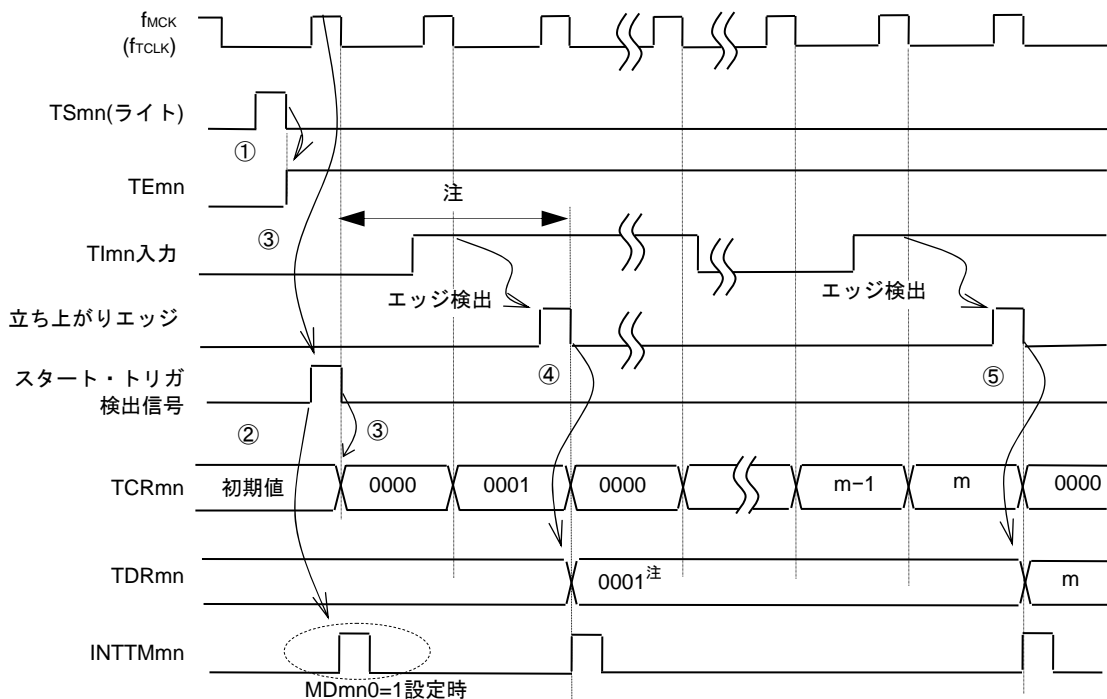 fMCK
(fTCLK)
TSmn(ライト)
①
TEmn
注
③
TImn入力
エッジ検出
エッジ検出
立ち上がりエッジ
④
⑤
スタート・トリガ
検出信号
②
③
TCRmn
初期値
0000
0001
0000
m−1
m
0000
TDRmn
0001注
m
INTTMmn
MDmn0=1設定時